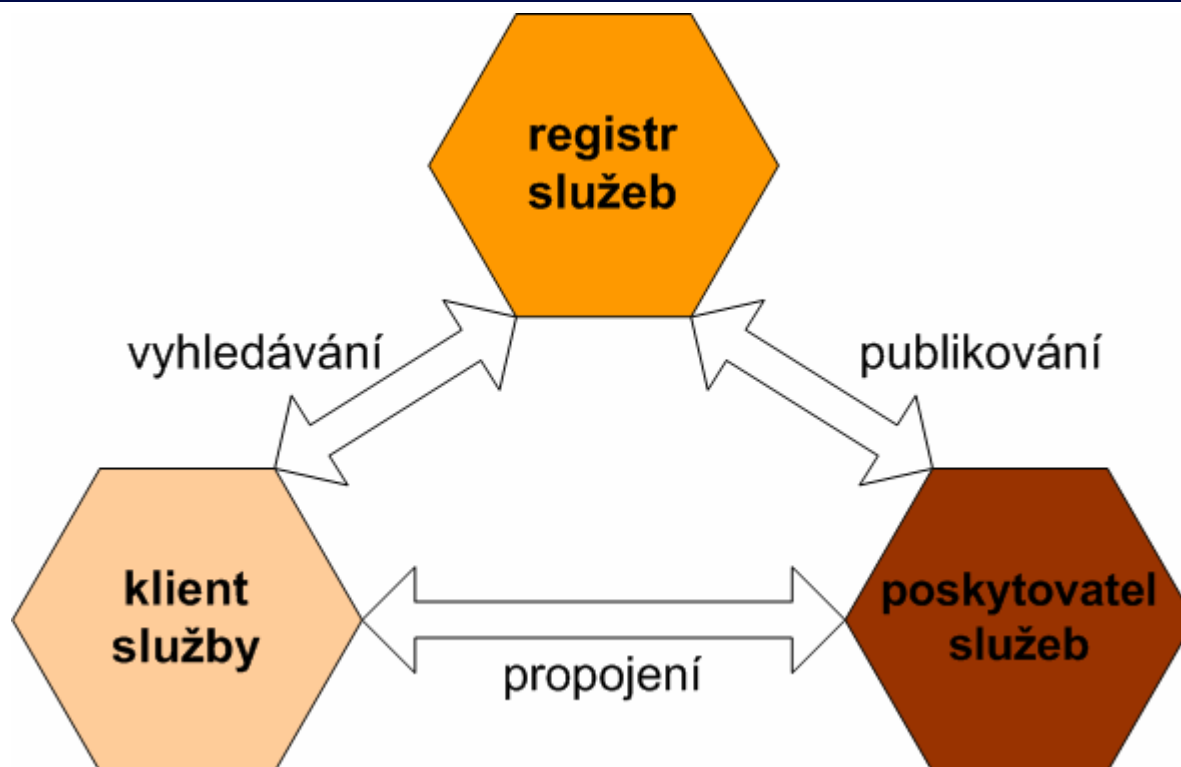 registr
služeb
vyhledávání
publikování
klient
služby
poskytovatel
služeb
propojení